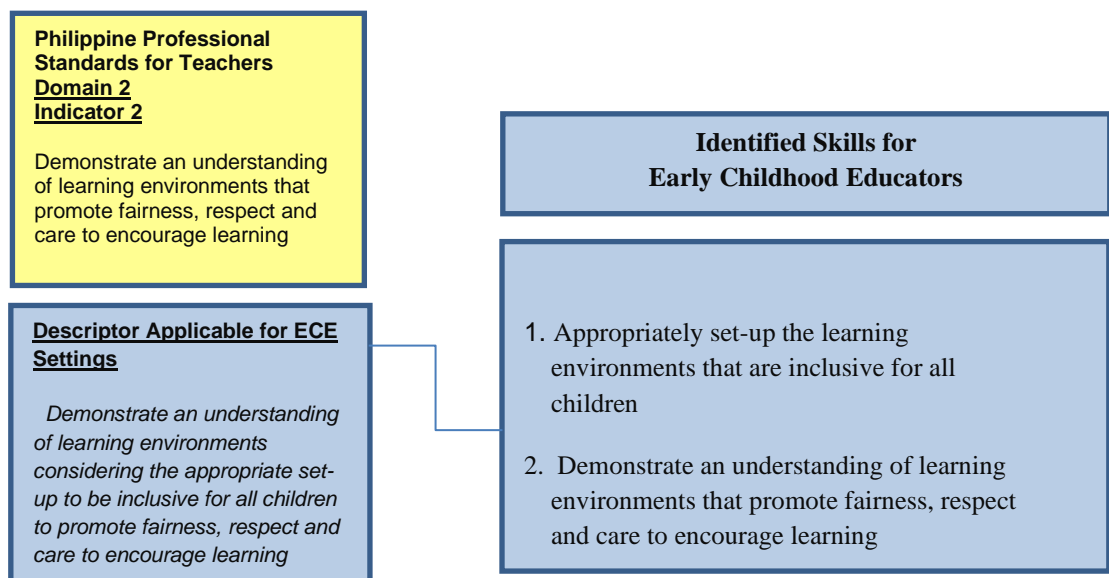 Philippine Professional
Standards for Teachers
Domain 2
Indicator 2
Demonstrate an understanding
of learning environments that
promote fairness, respect and
care to encourage learning
Identified Skills for
Early Childhood Educators
Descriptor Applicable for ECE
Settings
Demonstrate an understanding
of learning environments
considering the appropriate set-
up to be inclusive for all children
to promote fairness, respect and
care to encourage learning
1. Appropriately set-up the learning
environments that are inclusive for all
children
2. Demonstrate an understanding of learning
environments that promote fairness, respect
and care to encourage learning